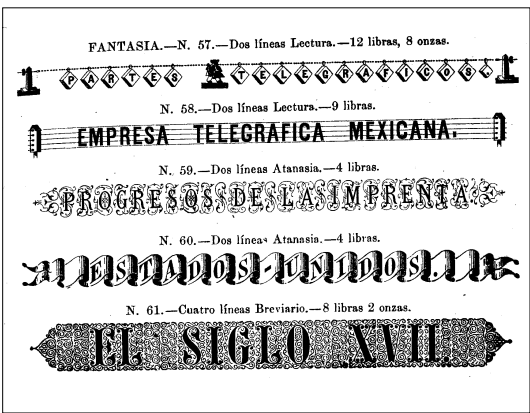 FANTASIA.—N. 57.—Dos líneas Lectura.—12 libras, 8 onzas.
PARTES TELEGRAFICOS.
N. 58.—Dos líneas Lectura.—9 libras.
EMPRESA TELEGRAFICA MEXICANA.
N. 59.—Dos líneas Atanasia.—4 libras.
PROGRESOS DE LA IMPRENTA
N. 60.—Dos líneas Atanasia.—4 libras.
ESTADOS-UNIDOS.
N. 61.—Cuatro líneas Breviario.—8 libras 2 onzas.
EL SIGLO XVII.